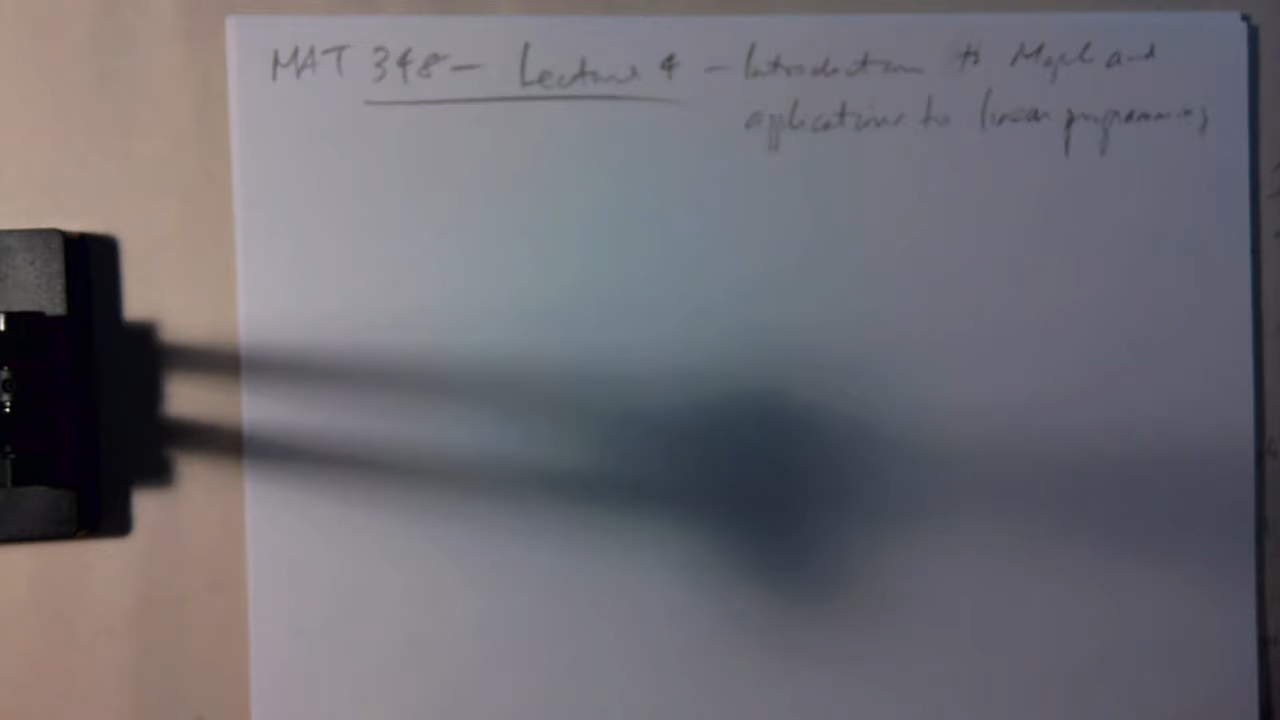 MAT 348 - Lecture 4 - Introduction to Maple and
applications to linear programming